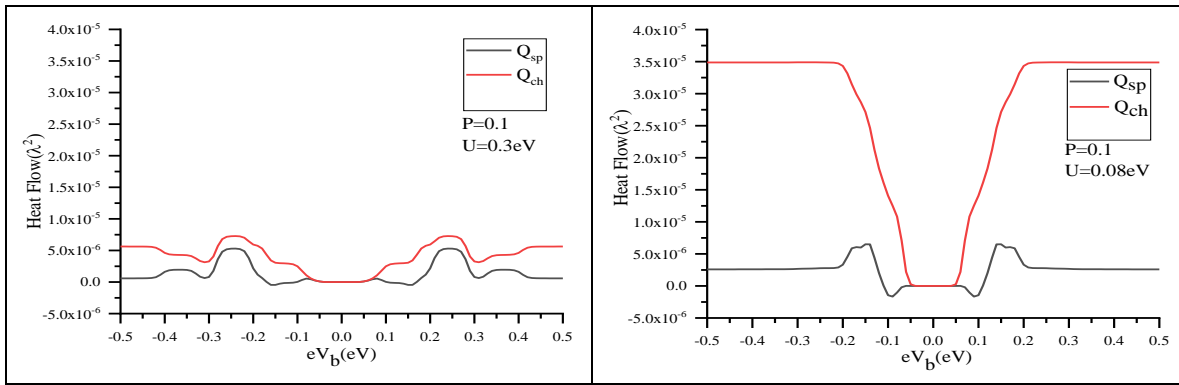 4.0x10⁻⁵
3.5x10⁻⁵
3.0x10⁻⁵
2.5x10⁻⁵
2.0x10⁻⁵
1.5x10⁻⁵
1.0x10⁻⁵
5.0x10⁻⁶
0.0
-5.0x10⁻⁶
Heat Flow(λ²)
-0.5 -0.4 -0.3 -0.2 -0.1 0.0 0.1 0.2 0.3 0.4 0.5
eV_b(eV)
Q_sp
Q_ch
P=0.1
U=0.3eV
4.0x10⁻⁵
3.5x10⁻⁵
3.0x10⁻⁵
2.5x10⁻⁵
2.0x10⁻⁵
1.5x10⁻⁵
1.0x10⁻⁵
5.0x10⁻⁶
0.0
-5.0x10⁻⁶
Heat Flow(λ²)
-0.5 -0.4 -0.3 -0.2 -0.1 0.0 0.1 0.2 0.3 0.4 0.5
eV_b(eV)
Q_sp
Q_ch
P=0.1
U=0.08eV